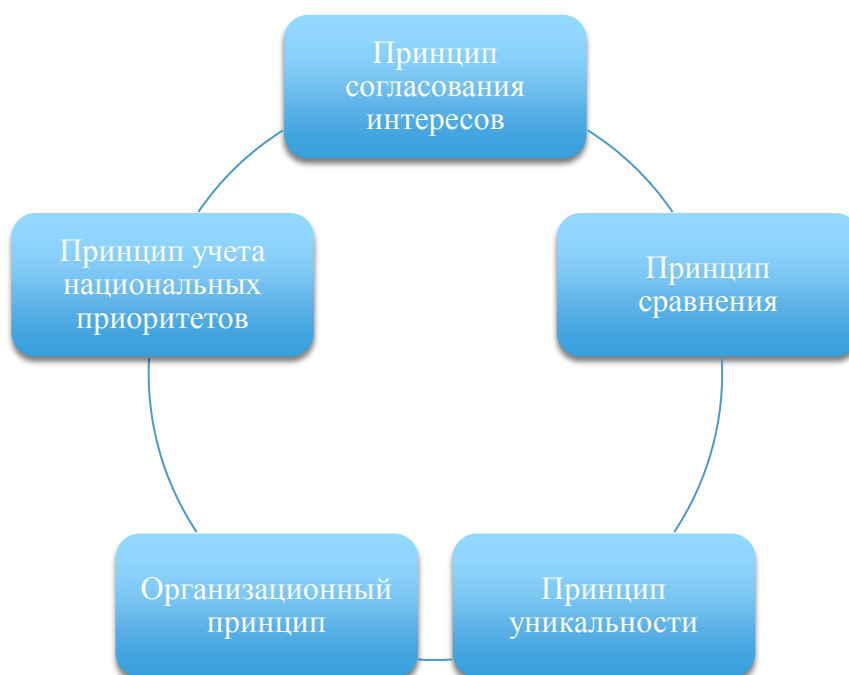 Принцип
согласования
интересов
Принцип учета
национальных
приоритетов
Принцип
сравнения
Организационный
принцип
Принцип
уникальности